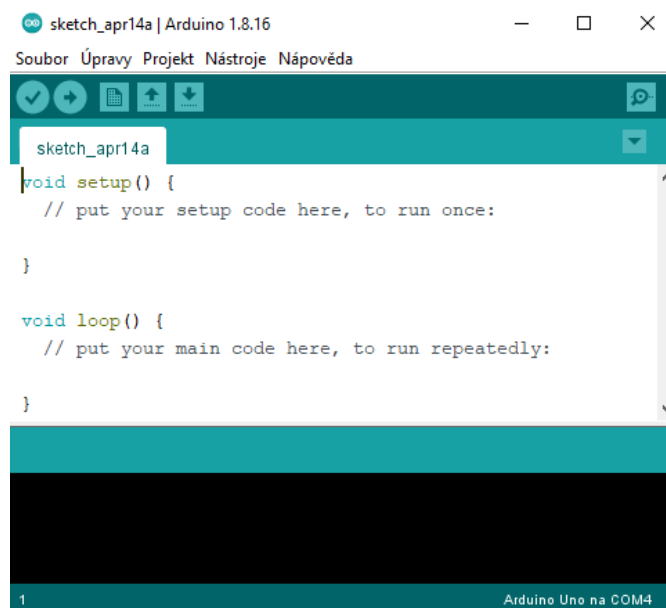 sketch_apr14a | Arduino 1.8.16
Soubor Úpravy Projekt Nástroje Nápověda
sketch_apr14a
void setup() {
  // put your setup code here, to run once:
}
void loop() {
  // put your main code here, to run repeatedly:
}
1 Arduino Uno na COM4